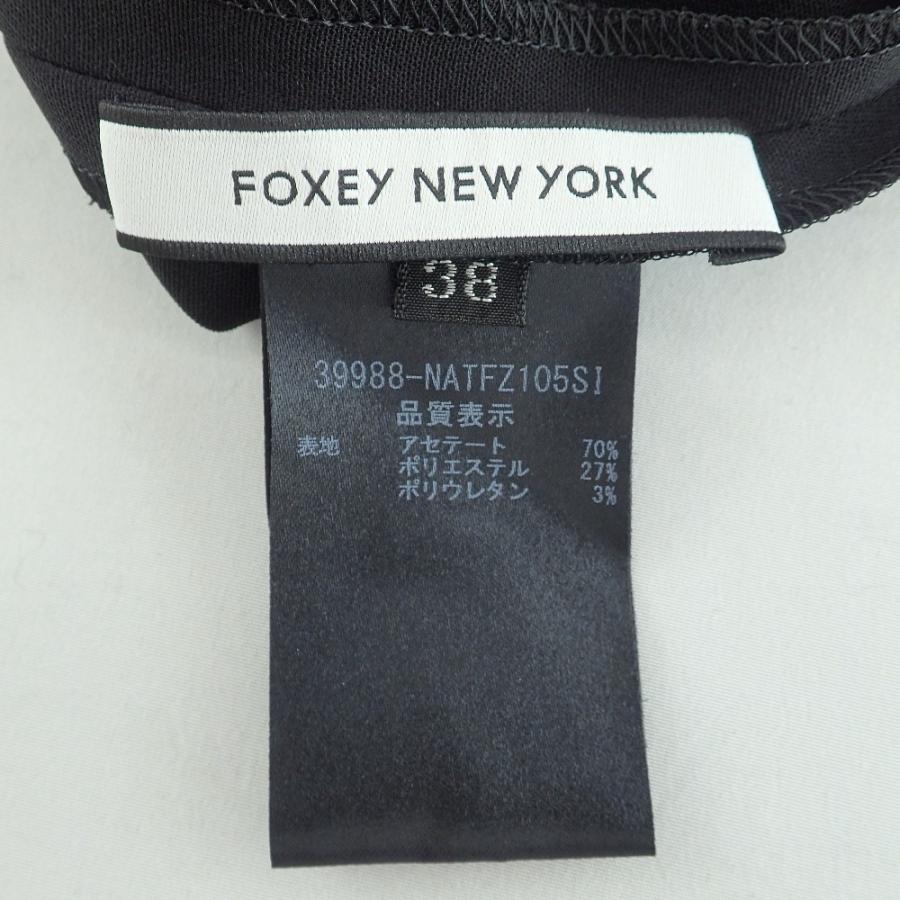 FOXEY NEW YORK
38
39988-NATFZ105SI
品質表示
表地 アセテート 70%
ポリエステル 27%
ポリウレタン 3%